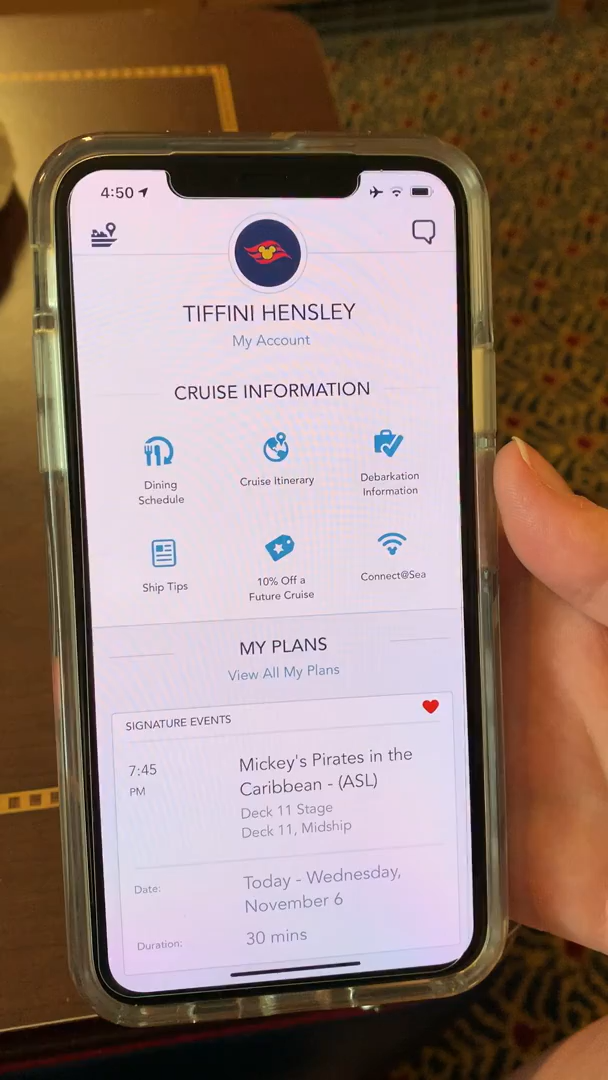 4:50
TIFFINI HENSLEY
My Account
CRUISE INFORMATION
Dining
Schedule
Cruise Itinerary
Debarkation
Information
Ship Tips
10% Off a
Future Cruise
Connect@Sea
MY PLANS
View All My Plans
SIGNATURE EVENTS
7:45
PM
Mickey's Pirates in the
Caribbean - (ASL)
Deck 11 Stage
Deck 11, Midship
Date:
Today - Wednesday,
November 6
Duration:
30 mins